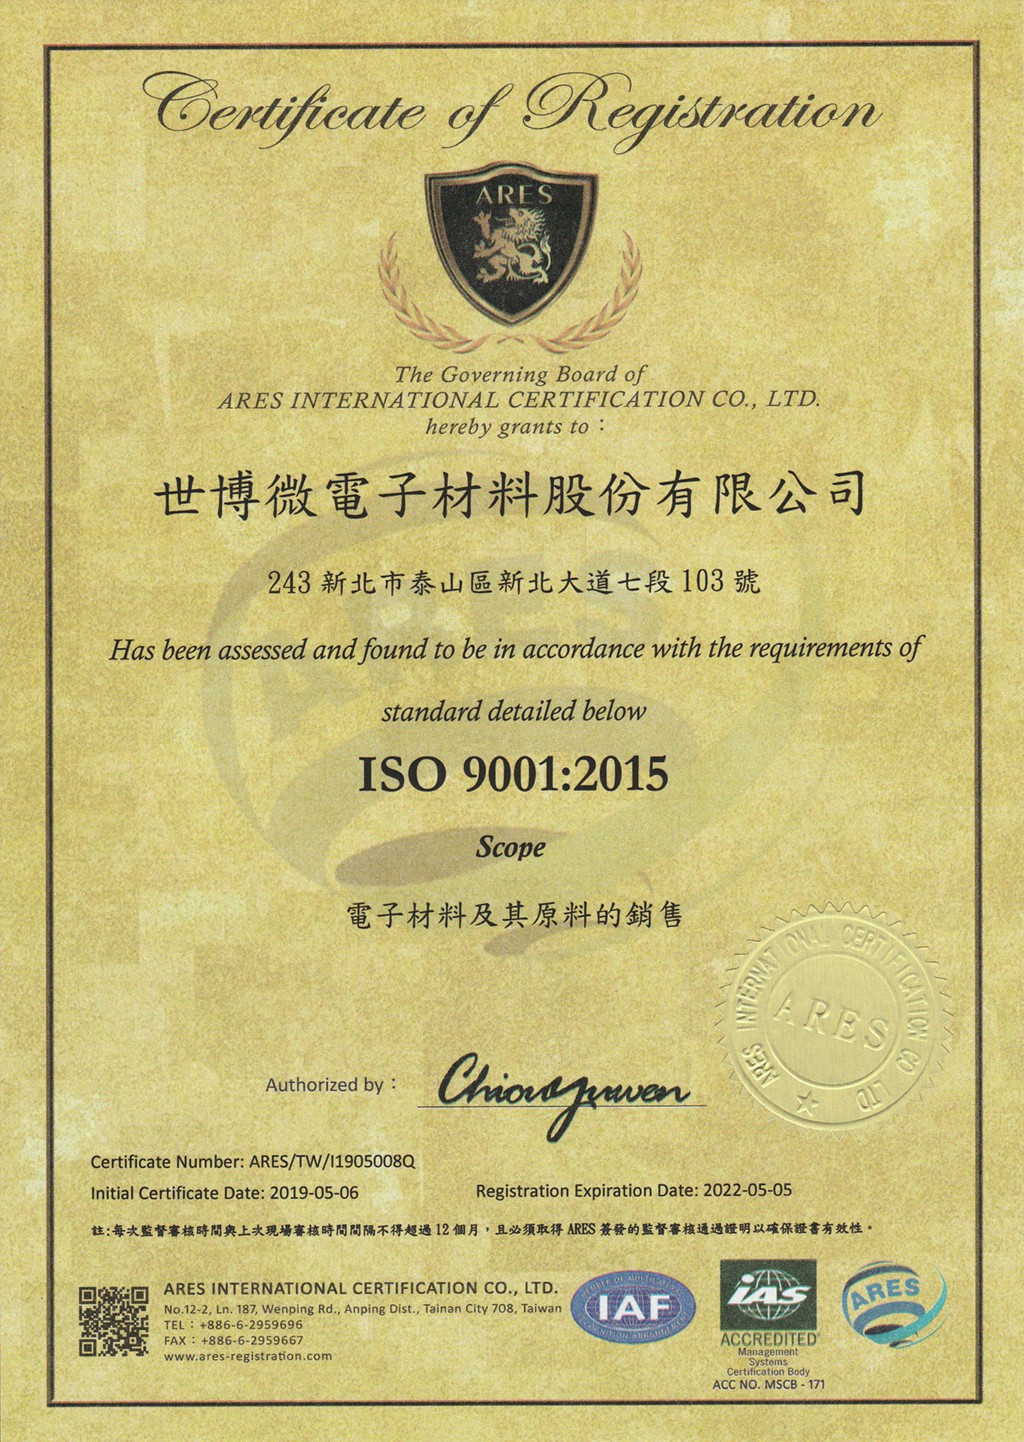 Certificate of Registration
ARES
The Governing Board of
ARES INTERNATIONAL CERTIFICATION CO., LTD.
hereby grants to：
世博微電子材料股份有限公司
243 新北市泰山區新北大道七段 103 號
Has been assessed and found to be in accordance with the requirements of
standard detailed below
ISO 9001:2015
Scope
電子材料及其原料的銷售
ARES INTERNATIONAL CERTIFICATION CO LTD
ARES
Authorized by：
Certificate Number: ARES/TW/I1905008Q
Initial Certificate Date: 2019-05-06
Registration Expiration Date: 2022-05-05
註:每次監督審核時間與上次現場審核時間間隔不得超過 12 個月，且必須取得 ARES 簽發的監督審核通過證明以確保證書有效性。
ARES INTERNATIONAL CERTIFICATION CO., LTD.
No.12-2, Ln. 187, Wenping Rd., Anping Dist., Tainan City 708, Taiwan
TEL：+886-6-2959696
FAX：+886-6-2959667
www.ares-registration.com
IAF
iAS
ACCREDITED
Management
Systems
Certification Body
ACC NO. MSCB - 171
ARES